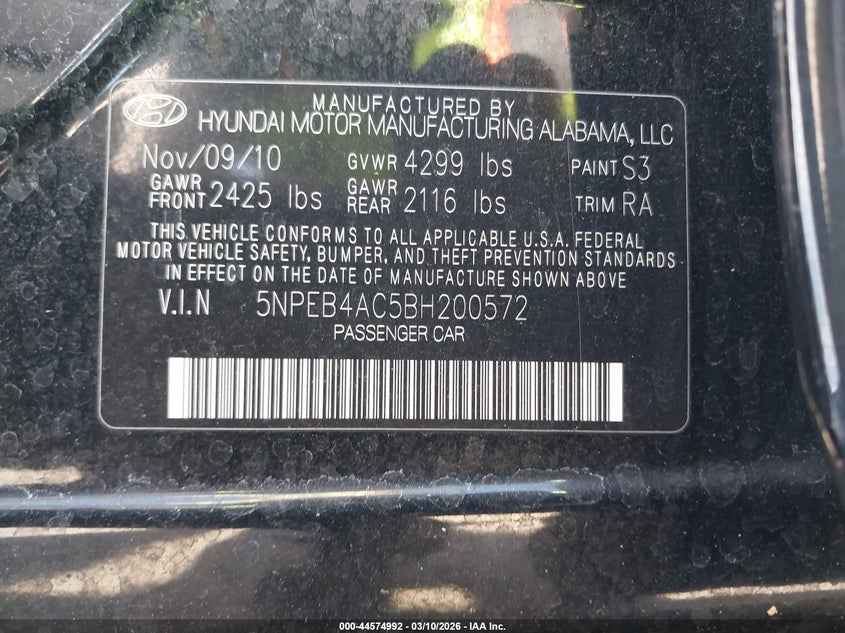 MANUFACTURED BY
HYUNDAI MOTOR MANUFACTURING ALABAMA, LLC
Nov/09/10 GVWR 4299 lbs PAINT S3
GAWR FRONT 2425 lbs GAWR REAR 2116 lbs TRIM RA
THIS VEHICLE CONFORMS TO ALL APPLICABLE U.S.A. FEDERAL
MOTOR VEHICLE SAFETY, BUMPER, AND THEFT PREVENTION STANDARDS
IN EFFECT ON THE DATE OF MANUFACTURE SHOWN ABOVE
V.I.N 5NPEB4AC5BH200572
PASSENGER CAR
000-44574992 - 03/10/2026 - IAA Inc.